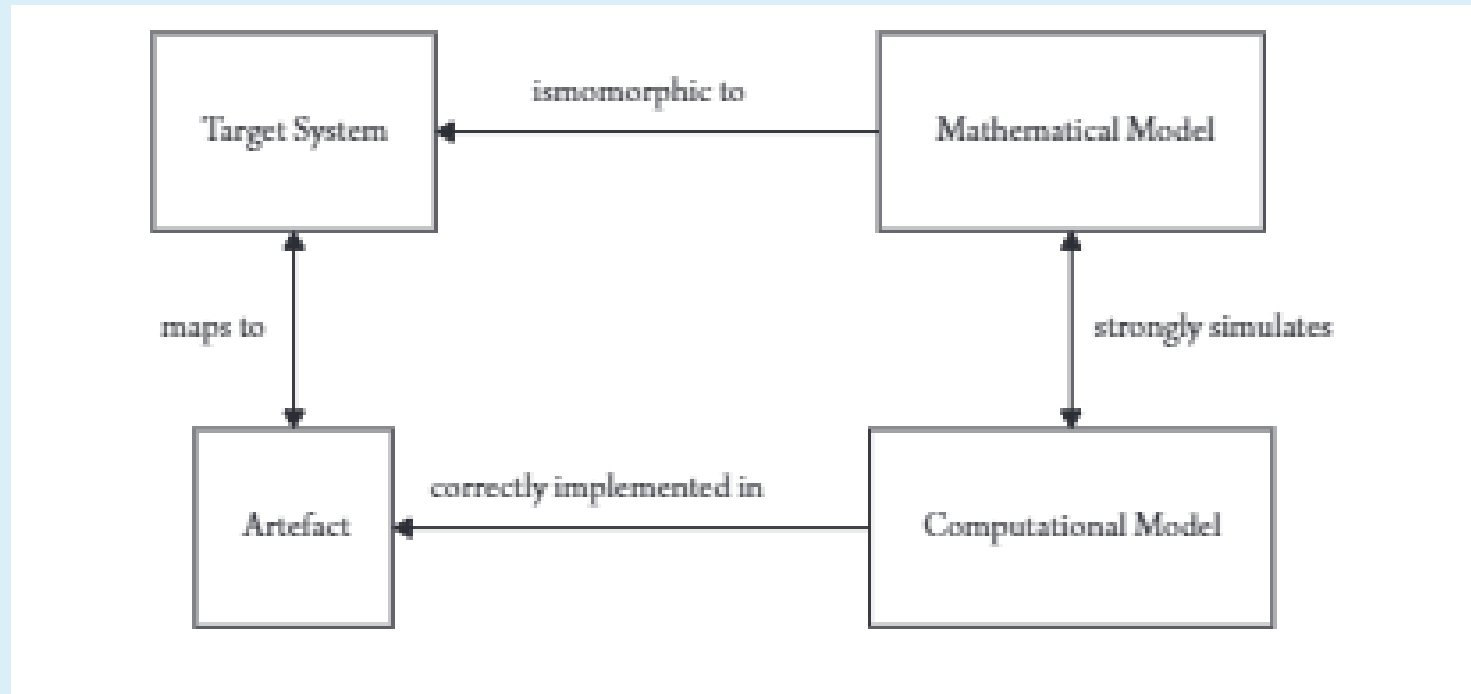 ismomorphic to
Target System
Mathematical Model
maps to
strongly simulates
correctly implemented in
Artefact
Computational Model